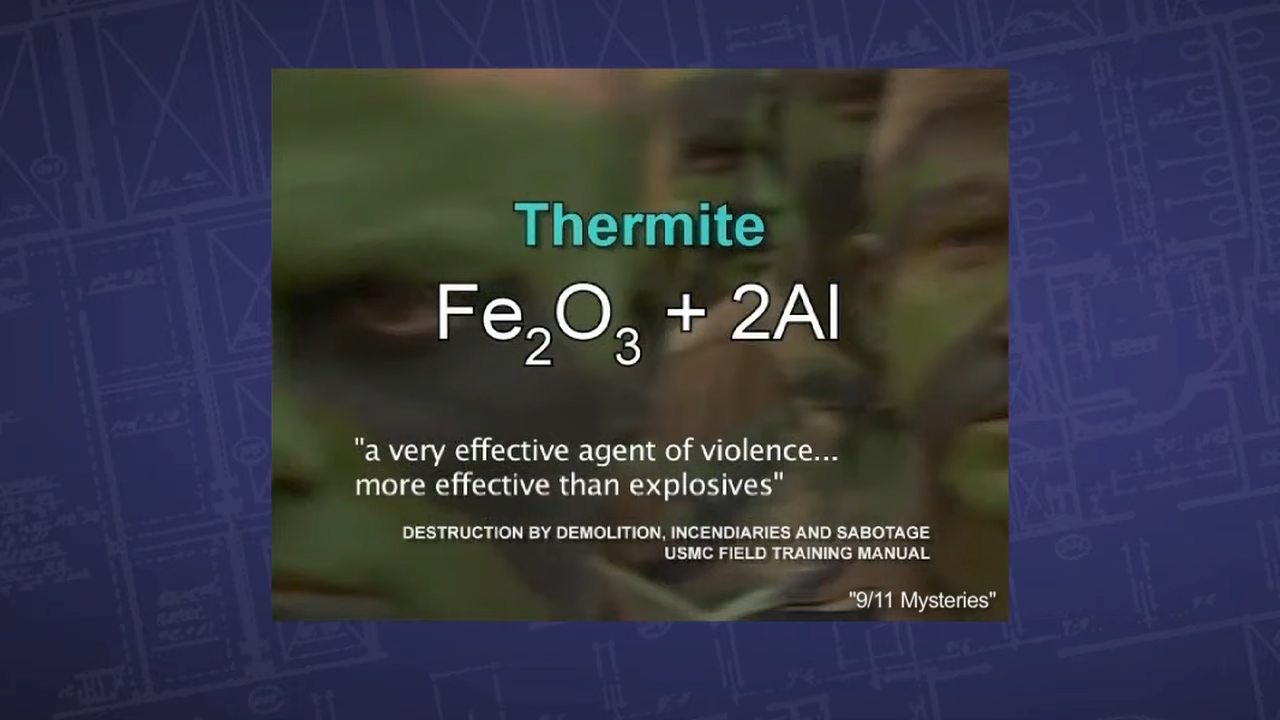 Thermite
Fe₂O₃ + 2Al
"a very effective agent of violence...
more effective than explosives"
DESTRUCTION BY DEMOLITION, INCENDIARIES AND SABOTAGE
USMC FIELD TRAINING MANUAL
"9/11 Mysteries"